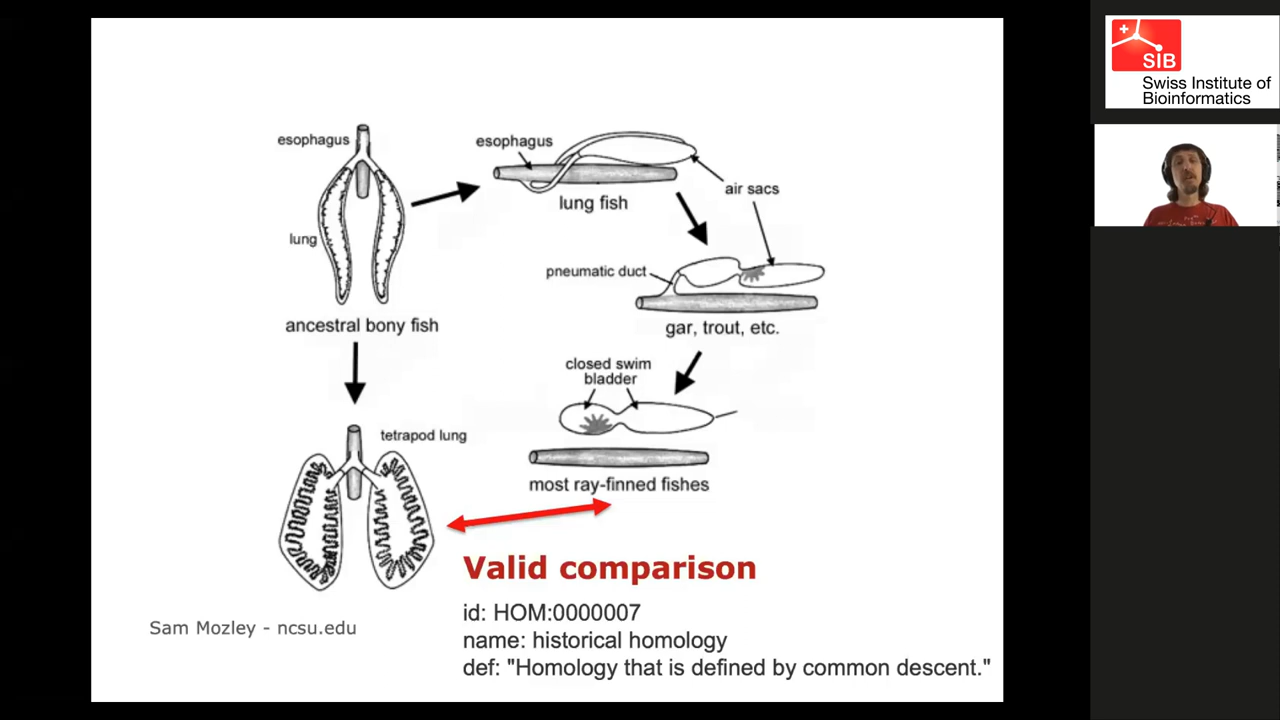 esophagus
lung
ancestral bony fish
esophagus
air sacs
lung fish
pneumatic duct
gar, trout, etc.
closed swim
bladder
most ray-finned fishes
tetrapod lung
Valid comparison
id: HOM:0000007
name: historical homology
def: "Homology that is defined by common descent."
Sam Mozley - ncsu.edu
SIB
Swiss Institute of
Bioinformatics